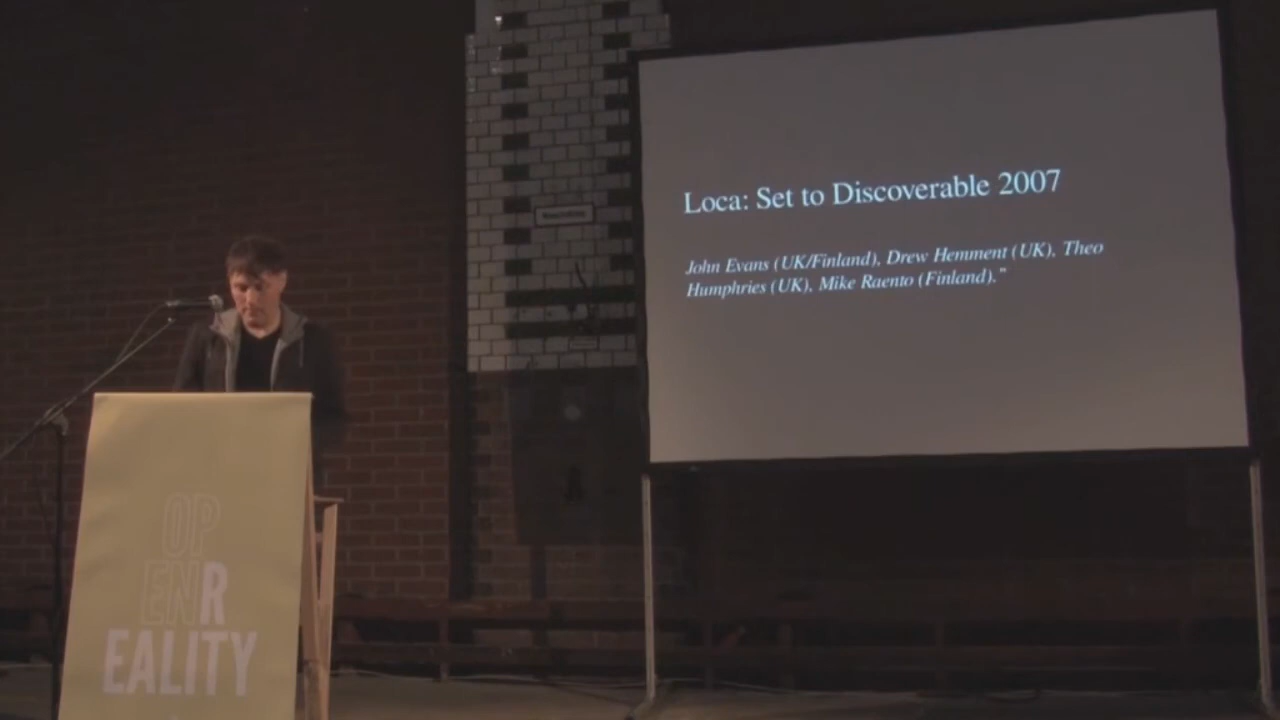 Loca: Set to Discoverable 2007
John Evans (UK/Finland), Drew Hemment (UK), Theo
Humphries (UK), Mike Raento (Finland)."
OP
ENR
EALITY